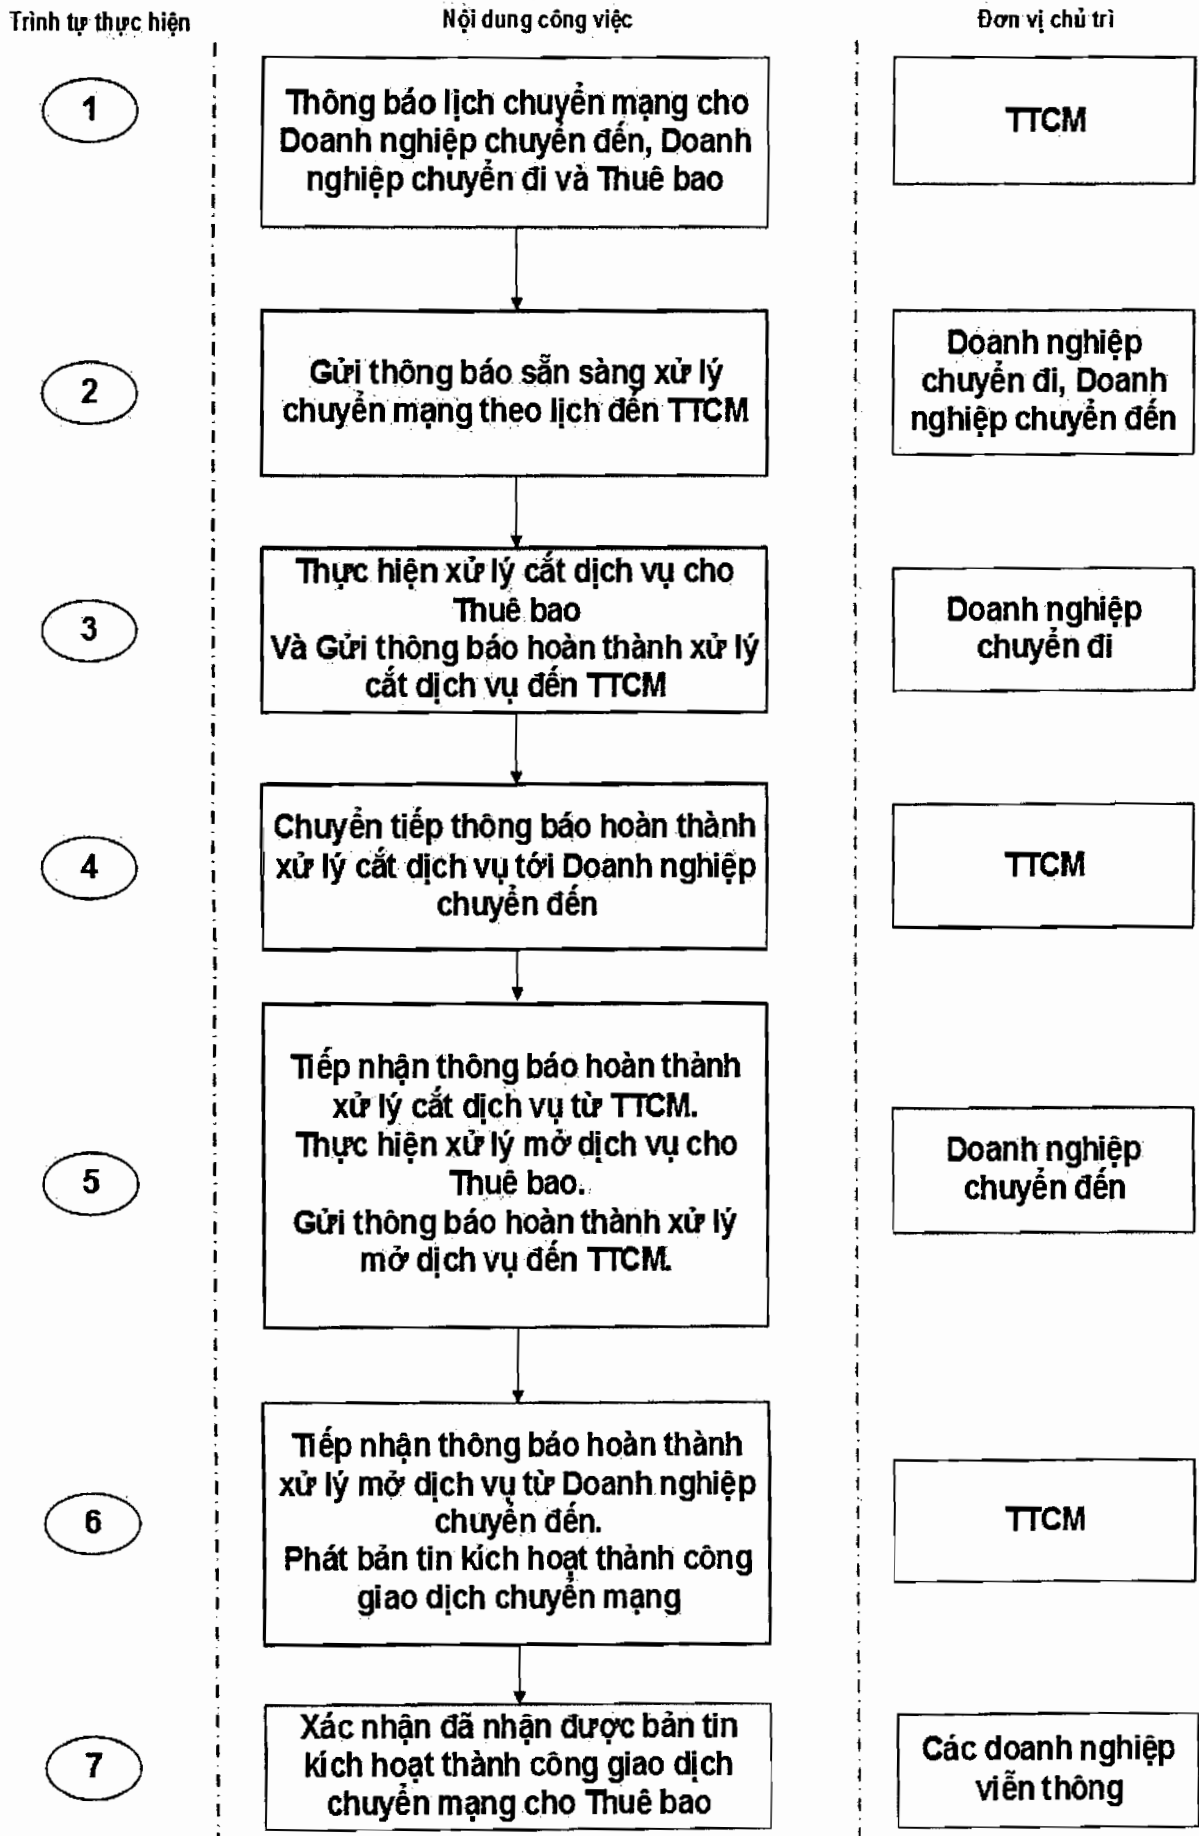 Trình tự thực hiện
Nội dung công việc
Đơn vị chủ trì
1
Thông báo lịch chuyển mạng cho
Doanh nghiệp chuyển đến, Doanh
nghiệp chuyển đi và Thuê bao
TTCM
2
Gửi thông báo sẵn sàng xử lý
chuyển mạng theo lịch đến TTCM
Doanh nghiệp
chuyển đi, Doanh
nghiệp chuyển đến
3
Thực hiện xử lý cắt dịch vụ cho
Thuê bao
Và Gửi thông báo hoàn thành xử lý
cắt dịch vụ đến TTCM
Doanh nghiệp
chuyển đi
4
Chuyển tiếp thông báo hoàn thành
xử lý cắt dịch vụ tới Doanh nghiệp
chuyển đến
TTCM
5
Tiếp nhận thông báo hoàn thành
xử lý cắt dịch vụ từ TTCM.
Thực hiện xử lý mở dịch vụ cho
Thuê bao.
Gửi thông báo hoàn thành xử lý
mở dịch vụ đến TTCM.
Doanh nghiệp
chuyển đến
6
Tiếp nhận thông báo hoàn thành
xử lý mở dịch vụ từ Doanh nghiệp
chuyển đến.
Phát bản tin kích hoạt thành công
giao dịch chuyển mạng
TTCM
7
Xác nhận đã nhận được bản tin
kích hoạt thành công giao dịch
chuyển mạng cho Thuê bao
Các doanh nghiệp
viễn thông